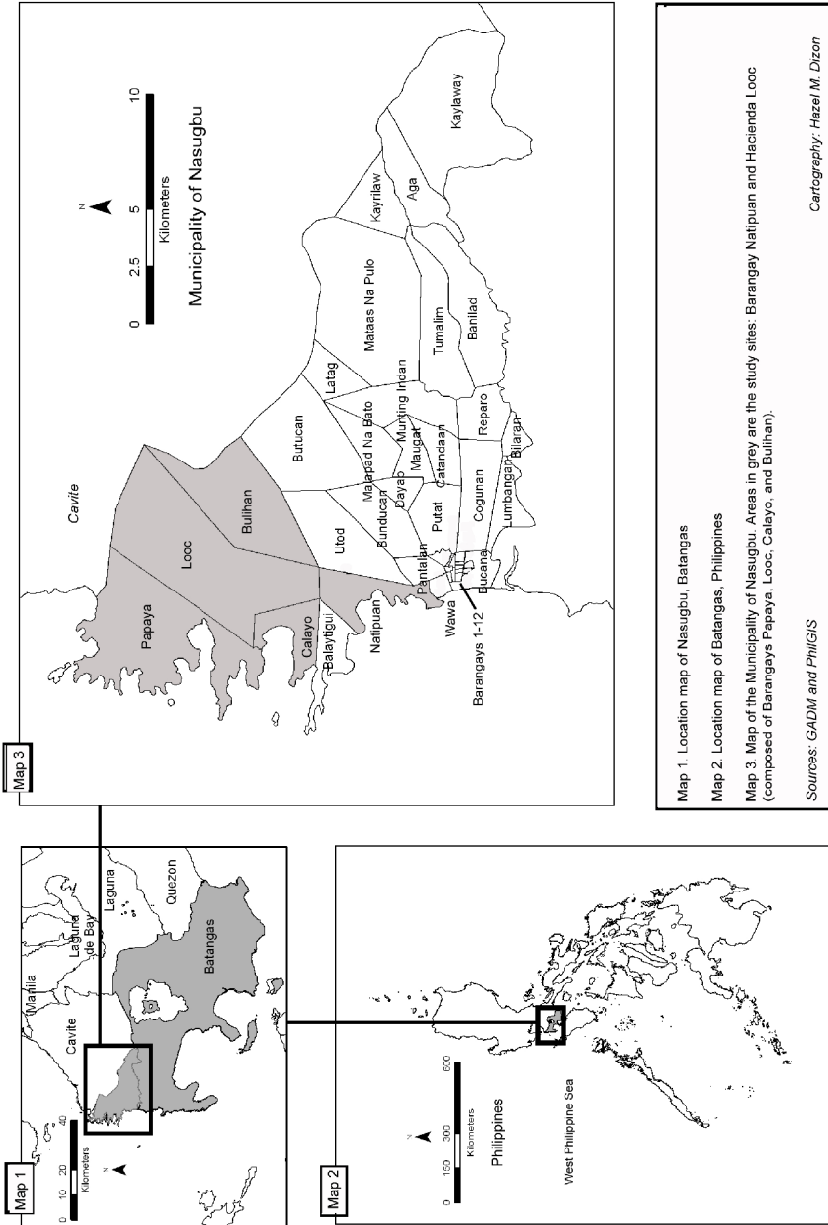 Map 1
Manila
Laguna
de Bay
Laguna
Cavite
Quezon
Batangas
0 10 20 40
Kilometers
N
Map 2
N
0 150 300 600
Kilometers
Philippines
West Philippine Sea
Map 3
Cavite
N
0 2.5 5 10
Kilometers
Municipality of Nasugbu
Papaya
Looc
Bulihan
Calayo
Balaytigui
Natipuan
Utod
Butucan
Latag
Bunducan
Malapad Na Bato
Dayap
Mataas Na Pulo
Kayrilaw
Aga
Kaylaway
Munting Indan
Maugat
Catandaan
Tumalim
Banilad
Pantalan
Putat
Wawa
Barangays 1-12
Bucana
Cogunan
Reparo
Lumbangan
Bilaran
Map 1. Location map of Nasugbu, Batangas
Map 2. Location map of Batangas, Philippines
Map 3. Map of the Municipality of Nasugbu. Areas in grey are the study sites: Barangay Natipuan and Hacienda Looc
(composed of Barangays Papaya, Looc, Calayo, and Bulihan).
Sources: GADM and PhilGIS
Cartography: Hazel M. Dizon